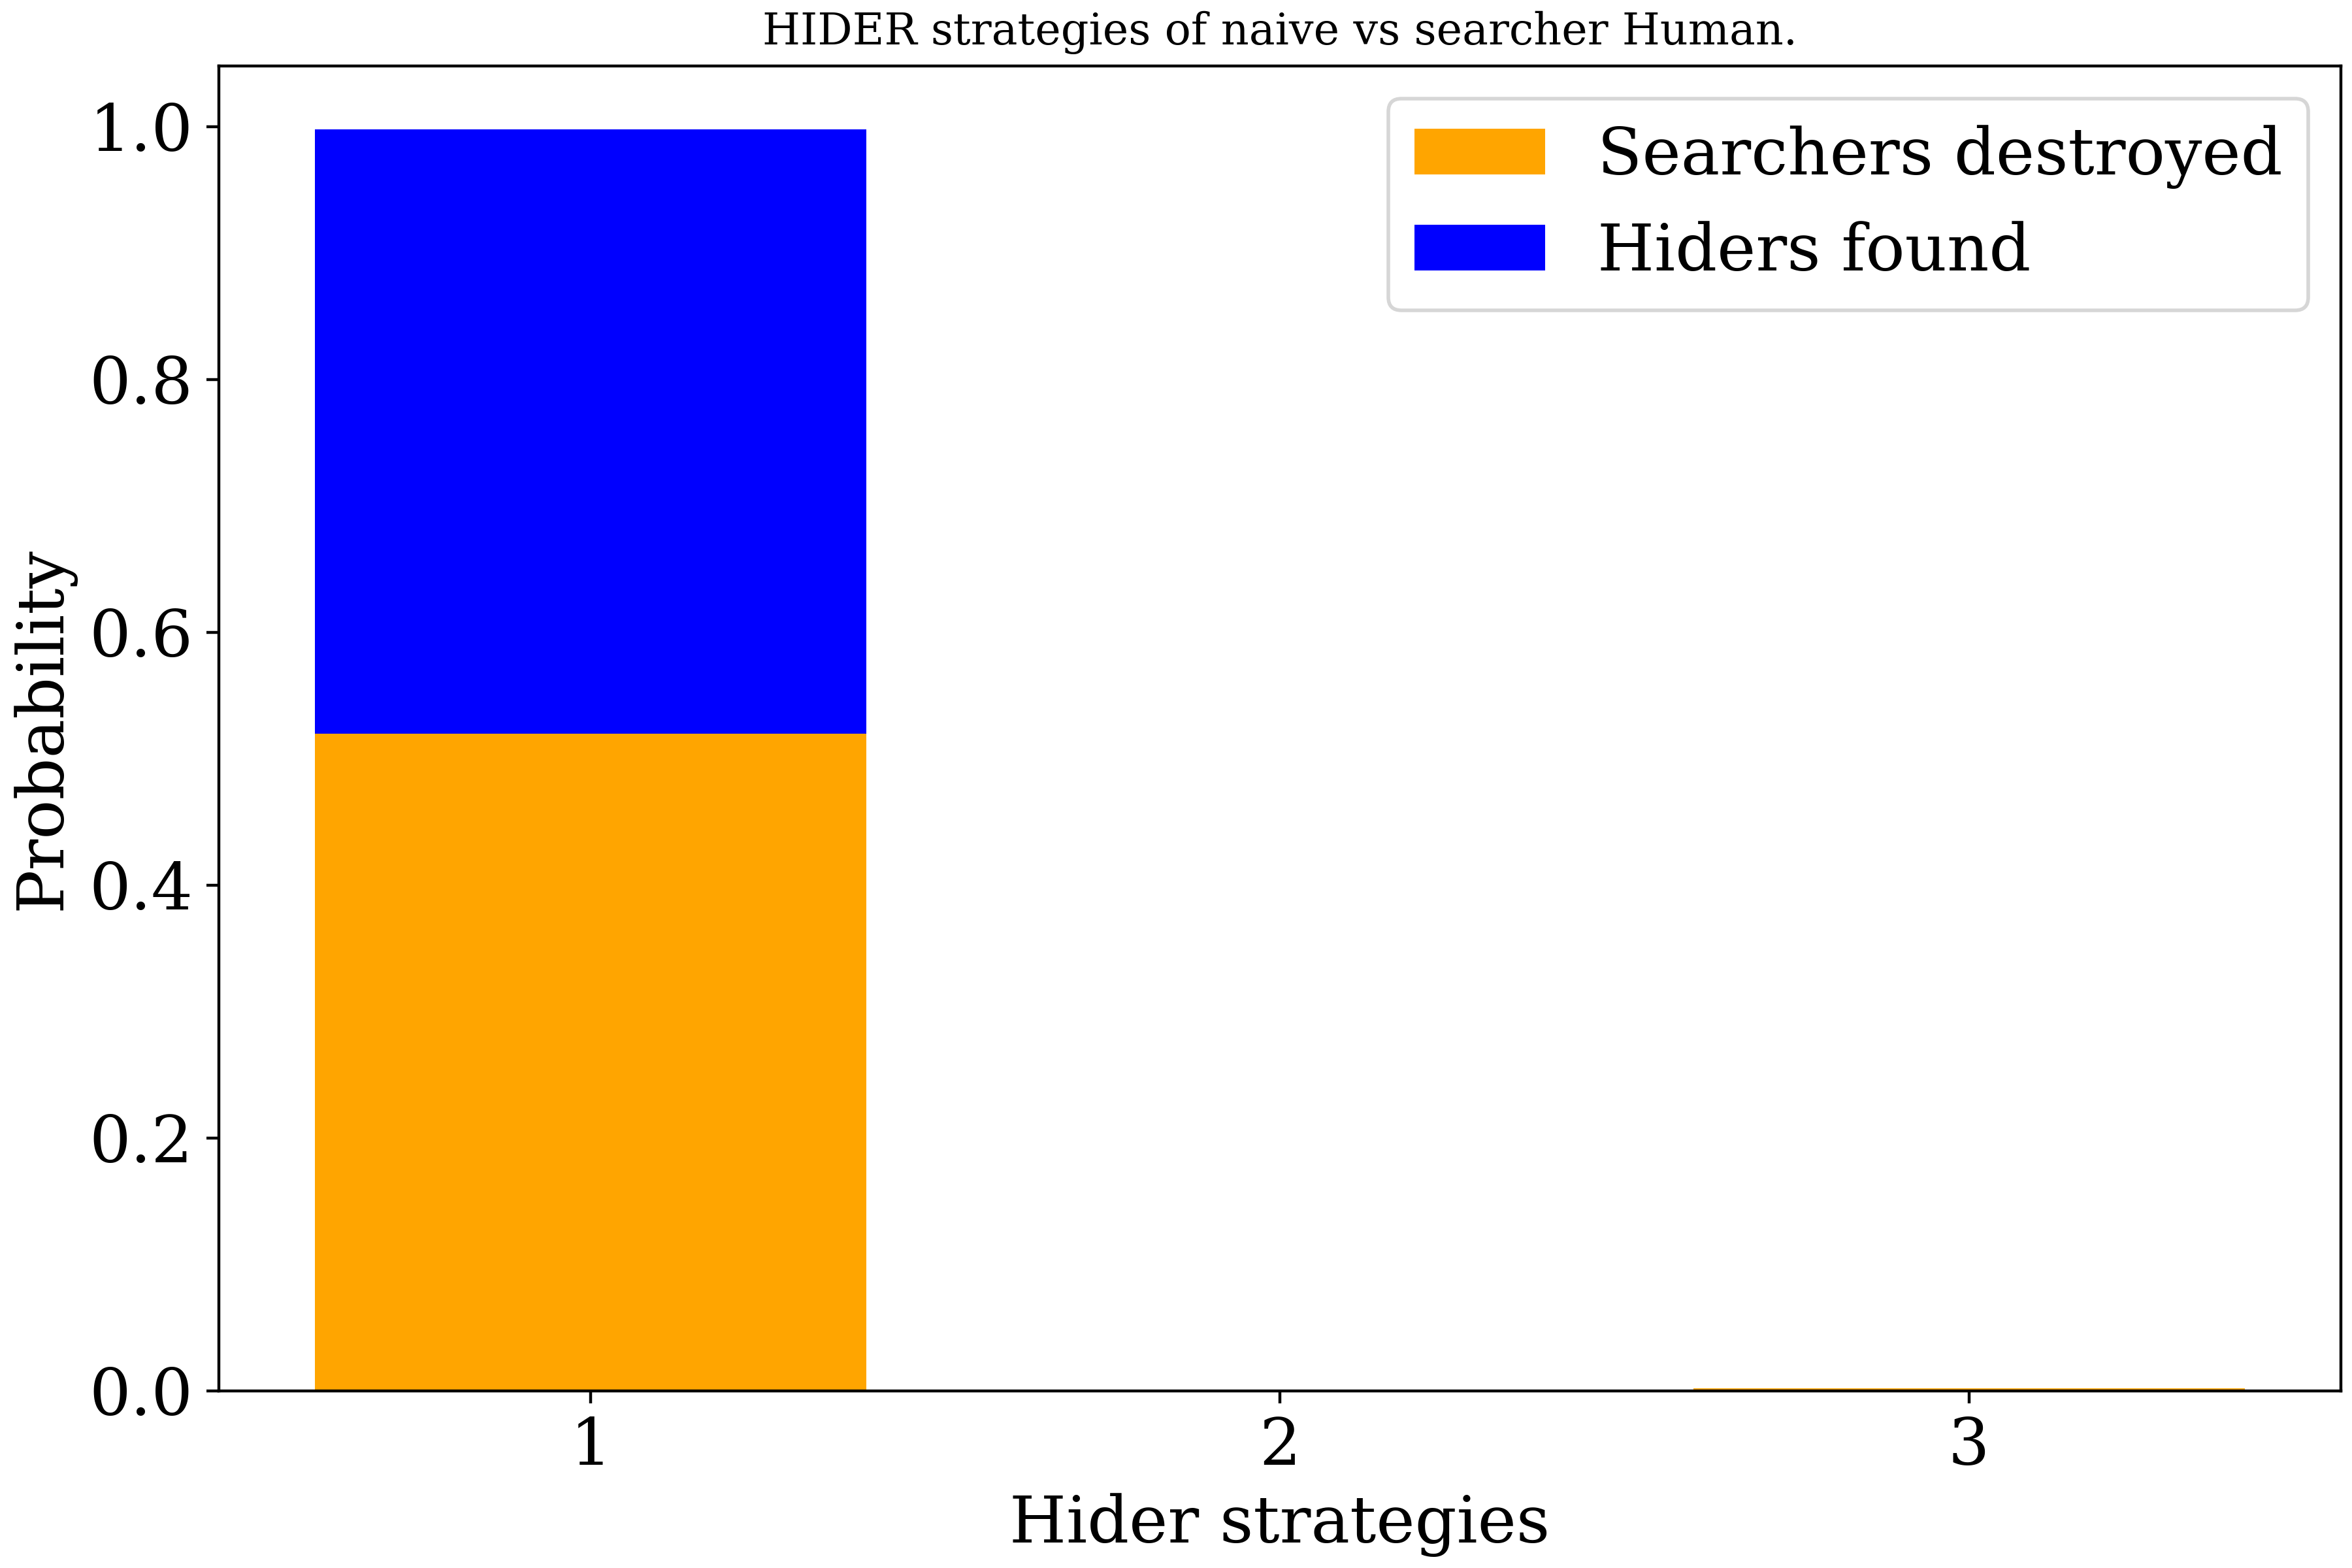 HIDER strategies of naive vs searcher Human.
Searchers destroyed
Hiders found
Probability
1.0
0.8
0.6
0.4
0.2
0.0
1 2 3
Hider strategies